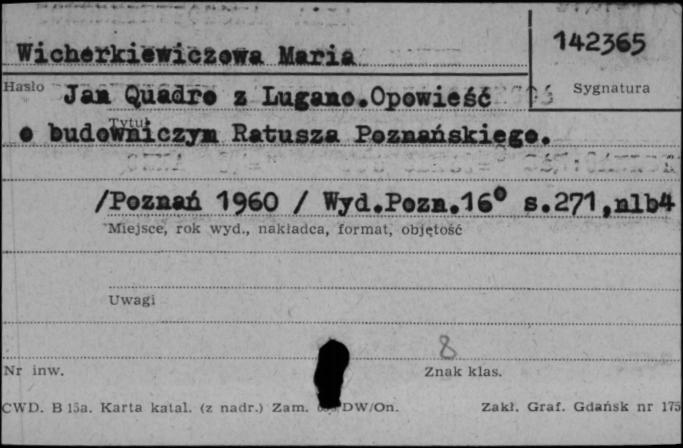 Wicherkiewiczowa Maria
142365
Hasło
Sygnatura
Jan Quadro z Lugano.Opowieść
Tytuł
o budowniczym Ratusza Poznańskiego.
/Poznań 1960 / Wyd.Pozn.16° s.271,nlb4
Miejsce, rok wyd., nakładca, format, objętość
Uwagi
8
Nr inw.
Znak klas.
CWD. B 15a. Karta katal. (z nadr.) Zam. DW/On.
Zakł. Graf. Gdańsk nr 175